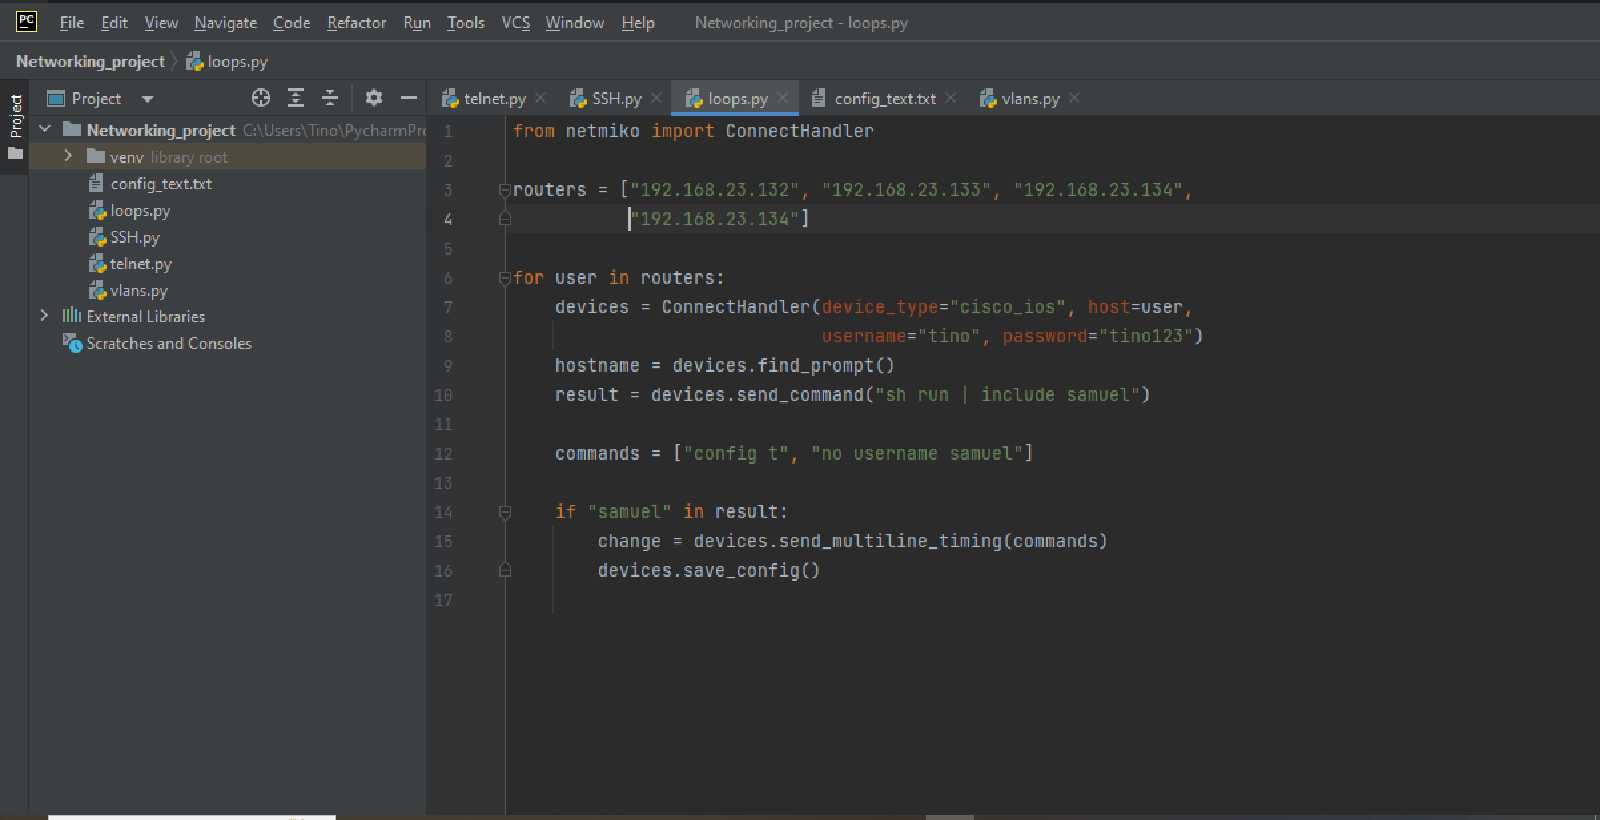 PC File Edit View Navigate Code Refactor Run Tools VCS Window Help Networking_project - loops.py
Networking_project loops.py
Project
Project
telnet.py SSH.py loops.py config_text.txt vlans.py
Networking_project C:\Users\Tino\PycharmPro
venv library root
config_text.txt
loops.py
SSH.py
telnet.py
vlans.py
External Libraries
Scratches and Consoles
1 from netmiko import ConnectHandler
2
3 routers = ["192.168.23.132", "192.168.23.133", "192.168.23.134",
4 "192.168.23.134"]
5
6 for user in routers:
7 devices = ConnectHandler(device_type="cisco_ios", host=user,
8 username="tino", password="tino123")
9 hostname = devices.find_prompt()
10 result = devices.send_command("sh run | include samuel")
11
12 commands = ["config t", "no username samuel"]
13
14 if "samuel" in result:
15 change = devices.send_multiline_timing(commands)
16 devices.save_config()
17